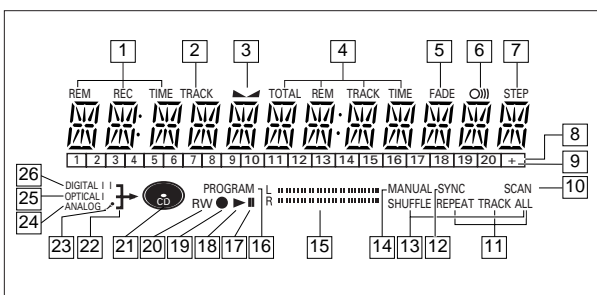 1 2 3 4 5 6 7
REM REC TIME TRACK TOTAL REM TRACK TIME FADE STEP
1 2 3 4 5 6 7 8 9 10 11 12 13 14 15 16 17 18 19 20 +
8
9
26 DIGITAL I I PROGRAM L MANUAL SYNC SCAN 10
25 OPTICAL I CD RW R SHUFFLE REPEAT TRACK ALL
24 ANALOG
23 22 21 20 19 18 17 16 15 14 13 12 11